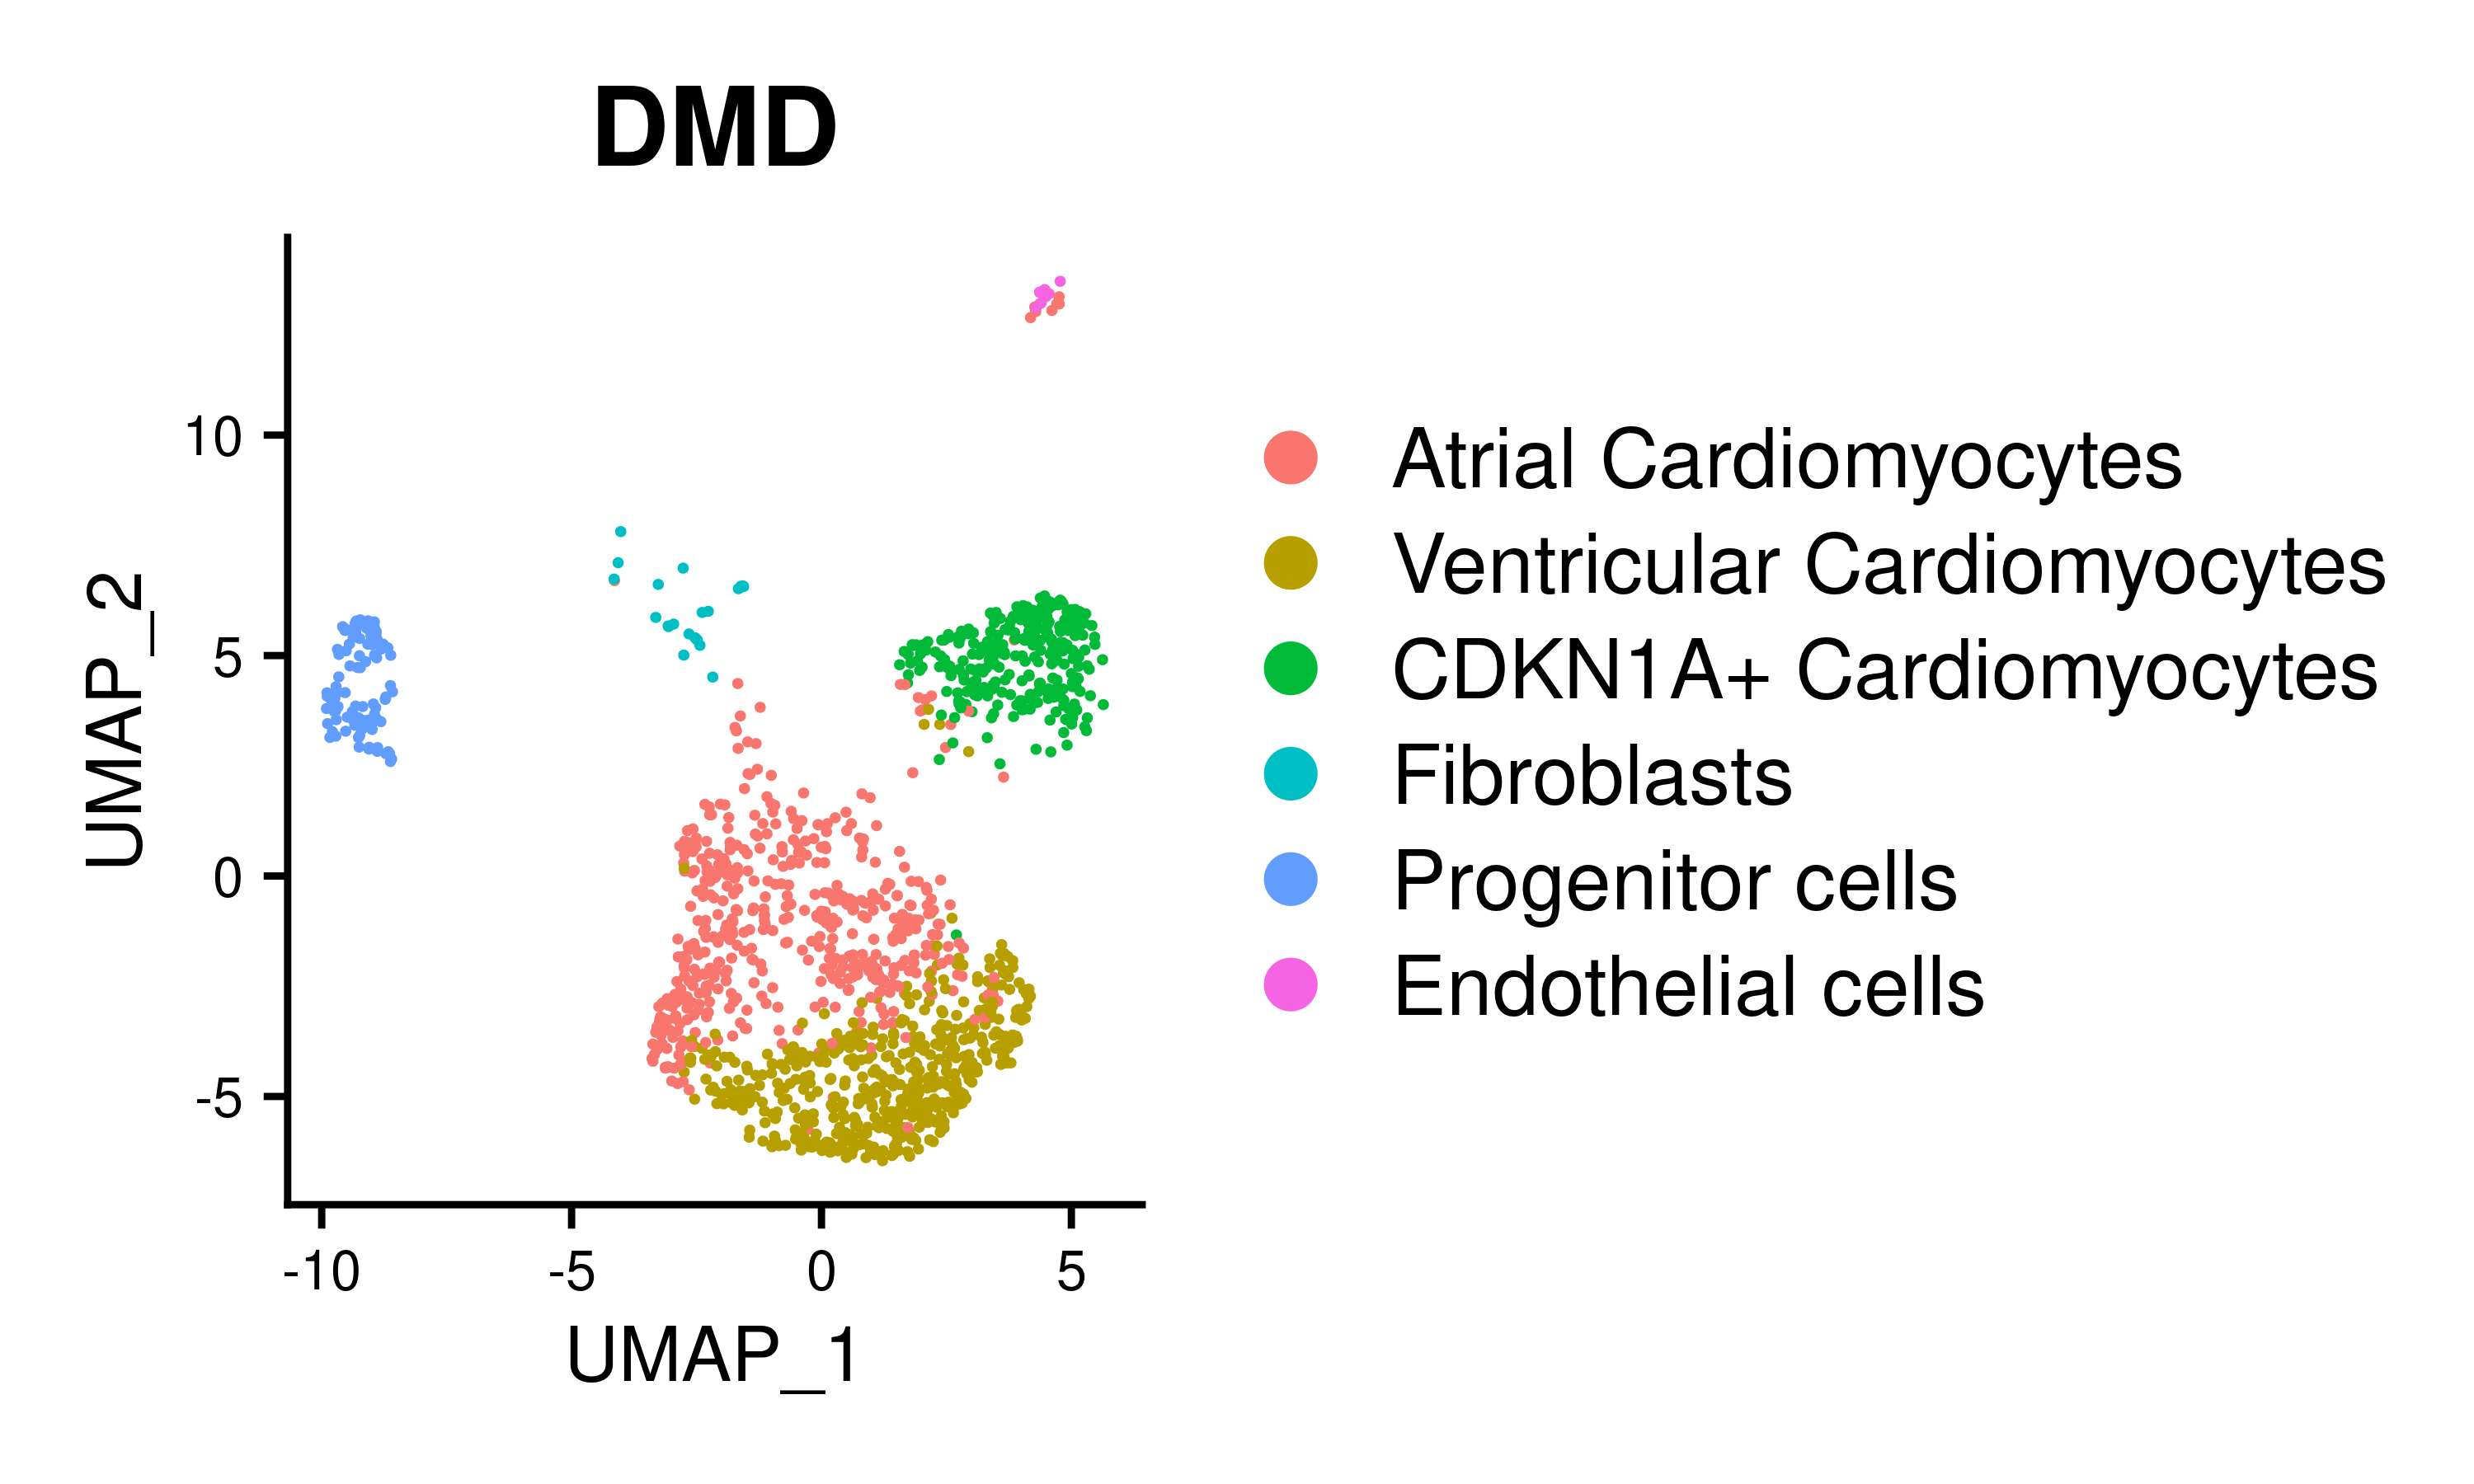 DMD
UMAP_2
10
5
0
-5
-10
-5
0
5
UMAP_1
Atrial Cardiomyocytes
Ventricular Cardiomyocytes
CDKN1A+ Cardiomyocytes
Fibroblasts
Progenitor cells
Endothelial cells